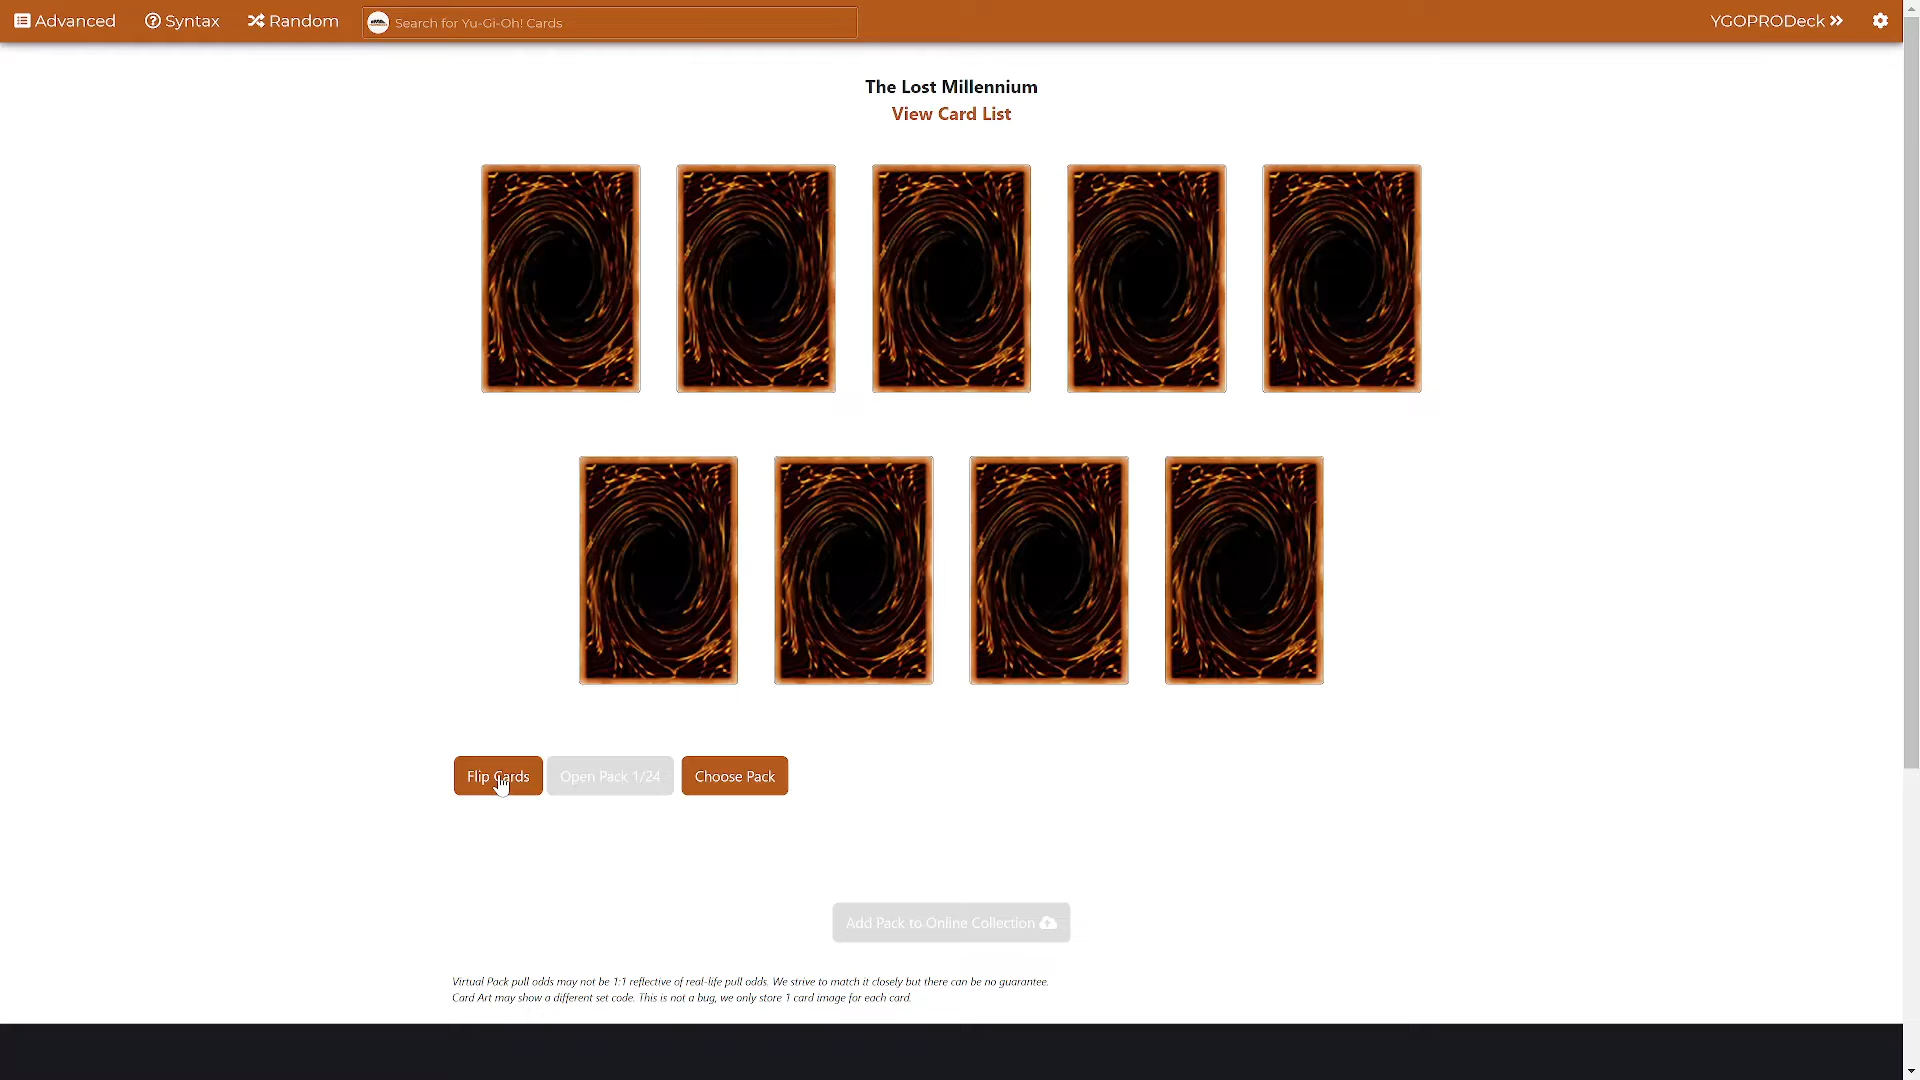 Advanced
Syntax
Random
Search for Yu-Gi-Oh! Cards
YGOPRODeck
The Lost Millennium
View Card List
Flip Cards
Open Pack 1/24
Choose Pack
Add Pack to Online Collection
Virtual Pack pull odds may not be 1:1 reflective of real-life pull odds. We strive to match it closely but there can be no guarantee.
Card Art may show a different set code. This is not a bug, we only store 1 card image for each card.